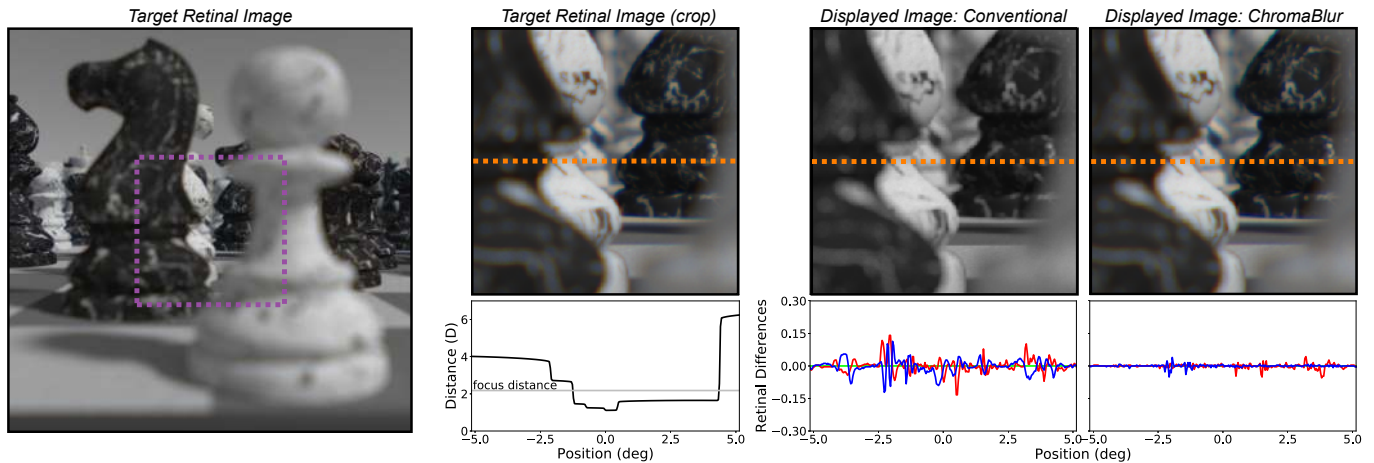 Target Retinal Image
Target Retinal Image (crop)
Displayed Image: Conventional
Displayed Image: ChromaBlur
Distance (D)
6
4
2
0
focus distance
−5.0
−2.5
0.0
2.5
5.0
Position (deg)
Retinal Differences
0.30
0.15
0.00
-0.15
-0.30
−5.0
−2.5
0.0
2.5
5.0
−5.0
−2.5
0.0
2.5
5.0
Position (deg)